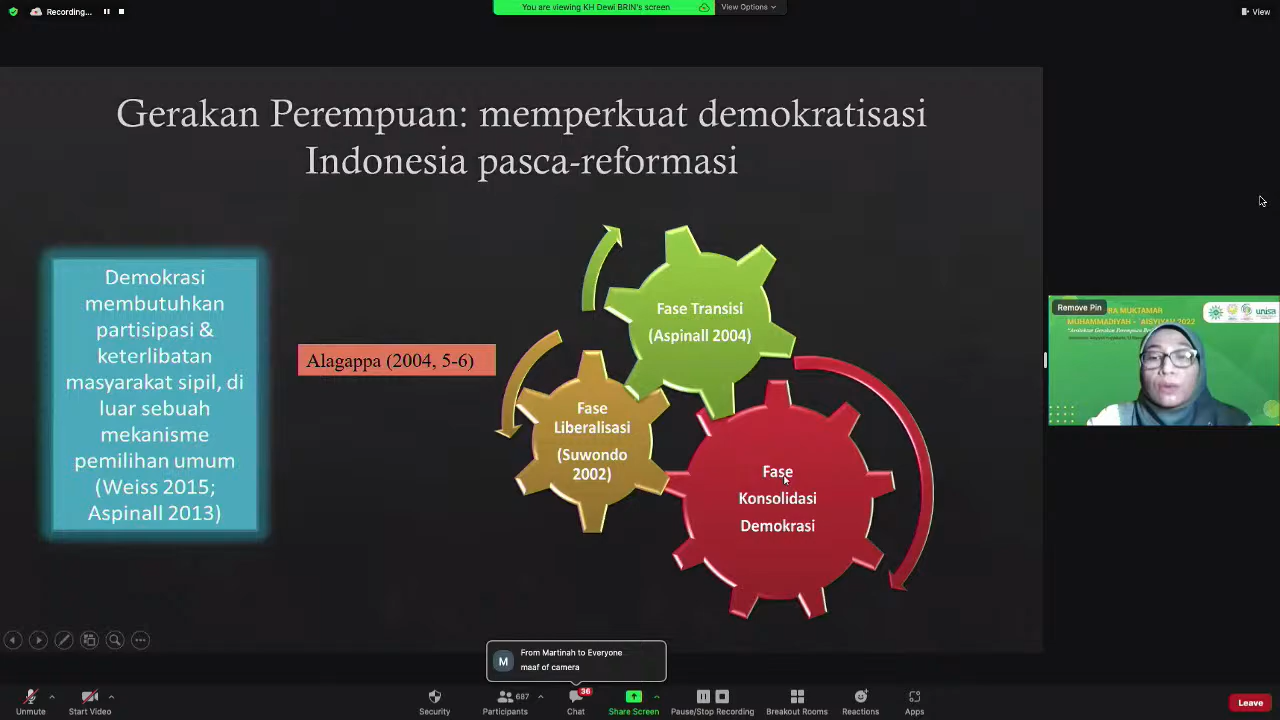 Recording...
You are viewing KH Dewi BRIN's screen
View Options
View
Gerakan Perempuan: memperkuat demokratisasi
Indonesia pasca-reformasi
Demokrasi
membutuhkan
partisipasi &
keterlibatan
masyarakat sipil, di
luar sebuah
mekanisme
pemilihan umum
(Weiss 2015;
Aspinall 2013)
Alagappa (2004, 5-6)
Fase Transisi
(Aspinall 2004)
Fase
Liberalisasi
(Suwondo
2002)
Fase
Konsolidasi
Demokrasi
Remove Pin
MUKTAMAR
MUHAMMADIYAH - 'AISYIYAH 2022
unisa
M
From Martinah to Everyone
maaf of camera
Unmute
Start Video
Security
687
Participants
36
Chat
Share Screen
Pause/Stop Recording
Breakout Rooms
Reactions
Apps
Leave